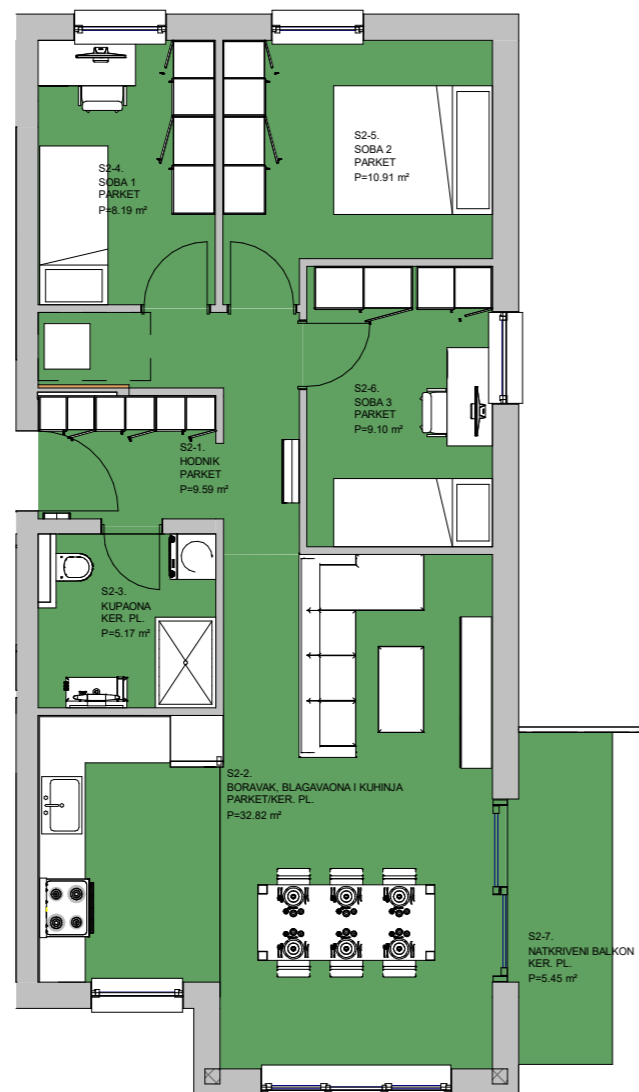 S2-5.
SOBA 2
PARKET
P=10.91 m²
S2-4.
SOBA 1
PARKET
P=8.19 m²
S2-6.
SOBA 3
PARKET
P=9.10 m²
S2-1.
HODNIK
PARKET
P=9.59 m²
S2-3.
KUPAONA
KER. PL.
P=5.17 m²
S2-2.
BORAVAK, BLAGAVAONA I KUHINJA
PARKET/KER. PL.
P=32.82 m²
S2-7.
NATKRIVENI BALKON
KER. PL.
P=5.45 m²